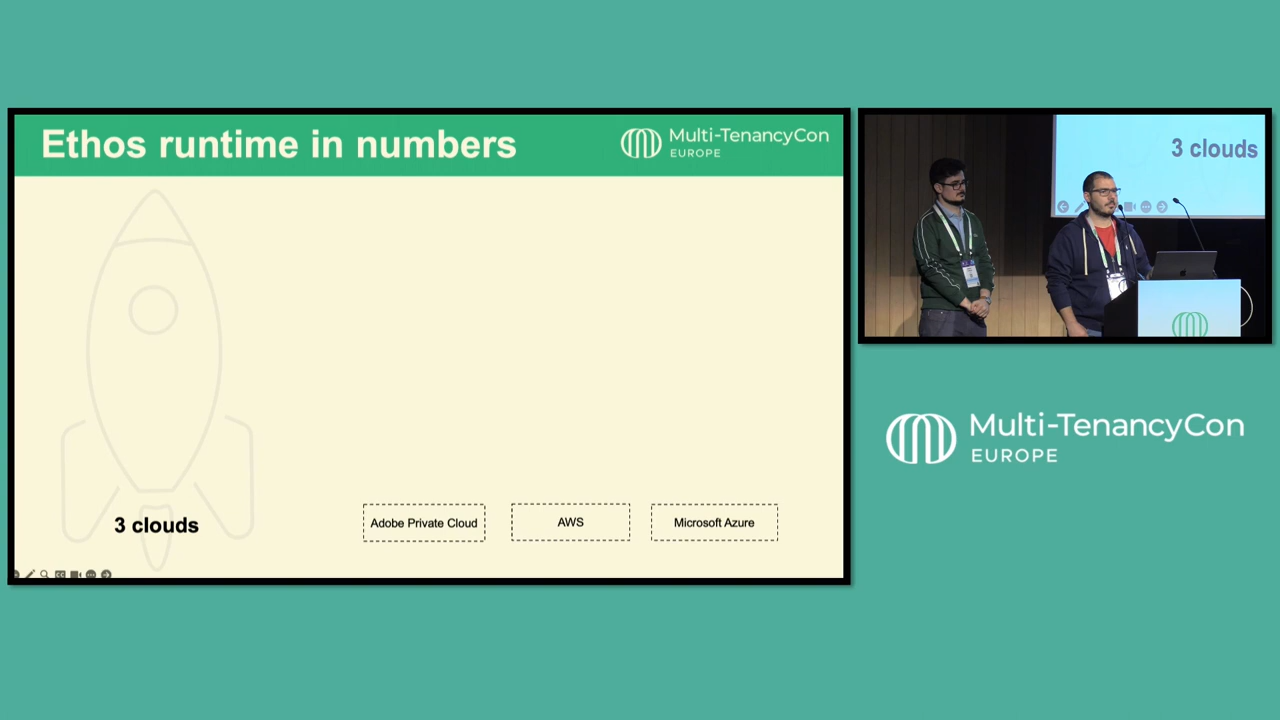 Ethos runtime in numbers
Multi-TenancyCon
EUROPE
3 clouds
Adobe Private Cloud
AWS
Microsoft Azure
3 clouds
Multi-TenancyCon
EUROPE